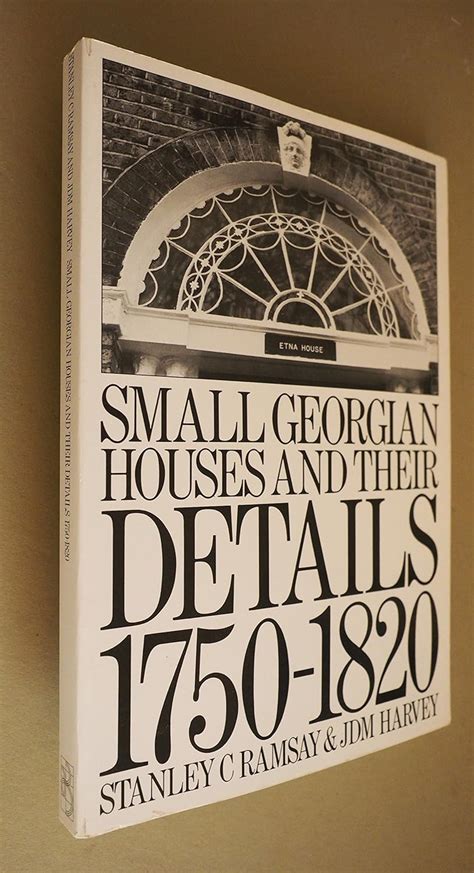 ETNA HOUSE
SMALL GEORGIAN
HOUSES AND THEIR
DETAILS
1750-1820
STANLEY C RAMSAY & JDM HARVEY
STANLEY C RAMSAY AND JDM HARVEY SMALL GEORGIAN HOUSES AND THEIR DETAILS 1750-1820